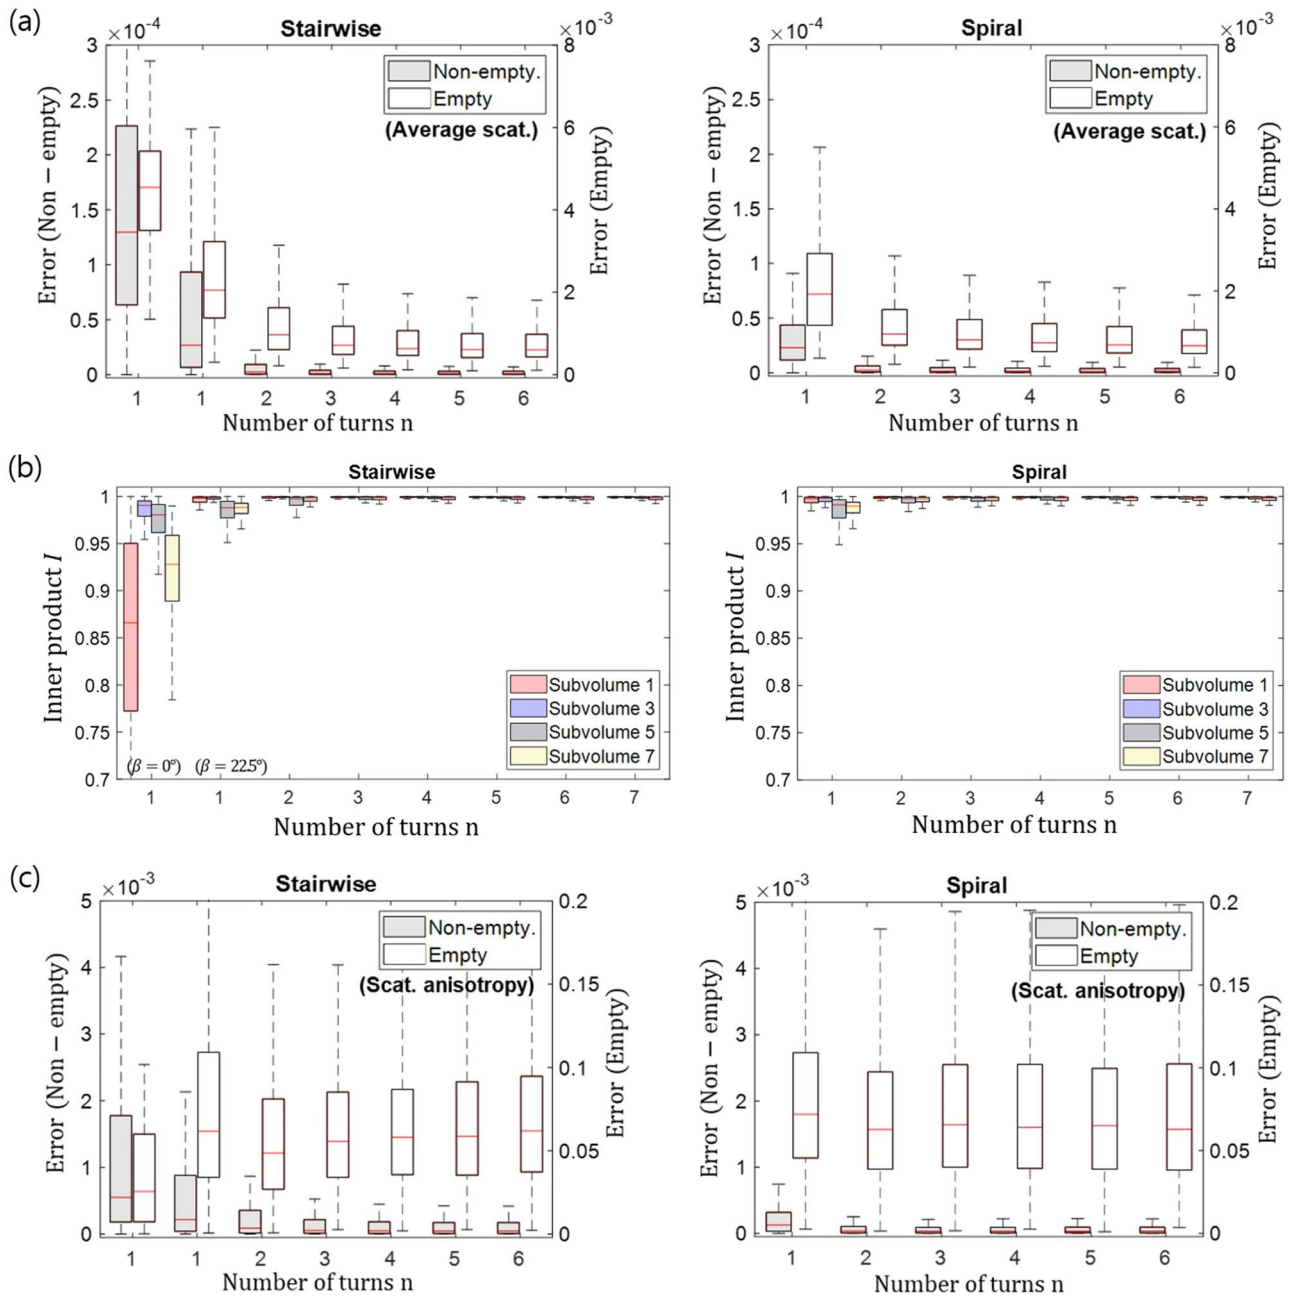 (a)
Stairwise
×10⁻⁴
×10⁻³
3
2.5
2
1.5
1
0.5
0
8
6
4
2
0
Non-empty.
Empty
(Average scat.)
Error (Non − empty)
Error (Empty)
1 1 2 3 4 5 6
Number of turns n
Spiral
×10⁻⁴
×10⁻³
3
2.5
2
1.5
1
0.5
0
8
6
4
2
0
Non-empty.
Empty
(Average scat.)
Error (Non − empty)
Error (Empty)
1 2 3 4 5 6
Number of turns n
(b)
Stairwise
1
0.95
0.9
0.85
0.8
0.75
0.7
Inner product I
Subvolume 1
Subvolume 3
Subvolume 5
Subvolume 7
(β = 0°) (β = 225°)
1 1 2 3 4 5 6 7
Number of turns n
Spiral
1
0.95
0.9
0.85
0.8
0.75
0.7
Inner product I
Subvolume 1
Subvolume 3
Subvolume 5
Subvolume 7
1 2 3 4 5 6 7
Number of turns n
(c)
Stairwise
×10⁻³
5
4
3
2
1
0
0.2
0.15
0.1
0.05
0
Non-empty.
Empty
(Scat. anisotropy)
Error (Non − empty)
Error (Empty)
1 1 2 3 4 5 6
Number of turns n
Spiral
×10⁻³
5
4
3
2
1
0
0.2
0.15
0.1
0.05
0
Non-empty.
Empty
(Scat. anisotropy)
Error (Non − empty)
Error (Empty)
1 2 3 4 5 6
Number of turns n